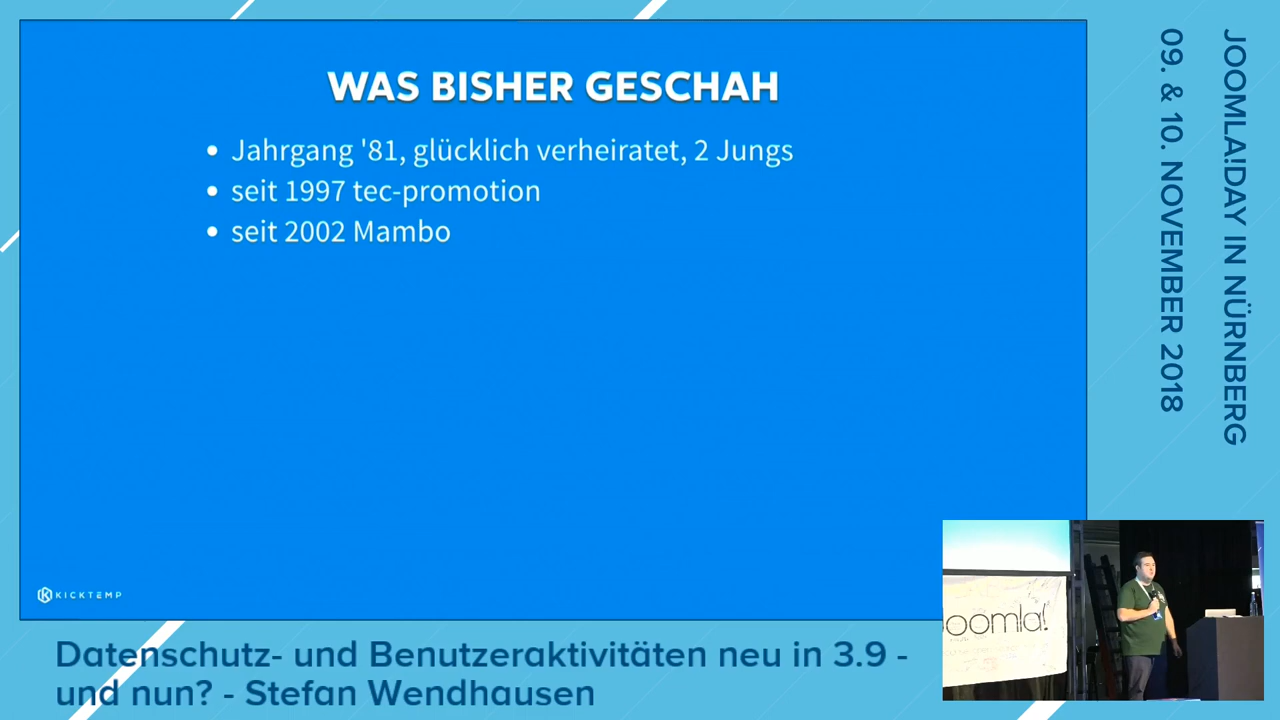 WAS BISHER GESCHAH
Jahrgang '81, glücklich verheiratet, 2 Jungs
seit 1997 tec-promotion
seit 2002 Mambo
KICKTEMP
JOOMLA!DAY IN NÜRNBERG
09. & 10. NOVEMBER 2018
Joomla!
Datenschutz- und Benutzeraktivitäten neu in 3.9 -
und nun? - Stefan Wendhausen